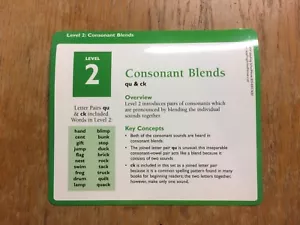 Level 2: Consonant Blends
LEVEL
2
Consonant Blends
qu & ck
Letter Pairs qu
& ck included
Words in Level 2:
hand blimp
cent bunk
gift stop
jump duck
flag brick
nest rock
swim tack
frog truck
drum quilt
lamp quack
Overview
Level 2 introduces pairs of consonants which
are pronounced by blending the individual
sounds together.
Key Concepts
• Both of the consonant sounds are heard in
consonant blends.
• The joined letter pair qu is an unusual inseparable
consonant-vowel pair acts like a blend because it
consists of two sounds
• ck is included in this set as a joined letter pair
because it is a common spelling pattern found in many
books for beginning readers; the two letters together,
however, make only one sound.